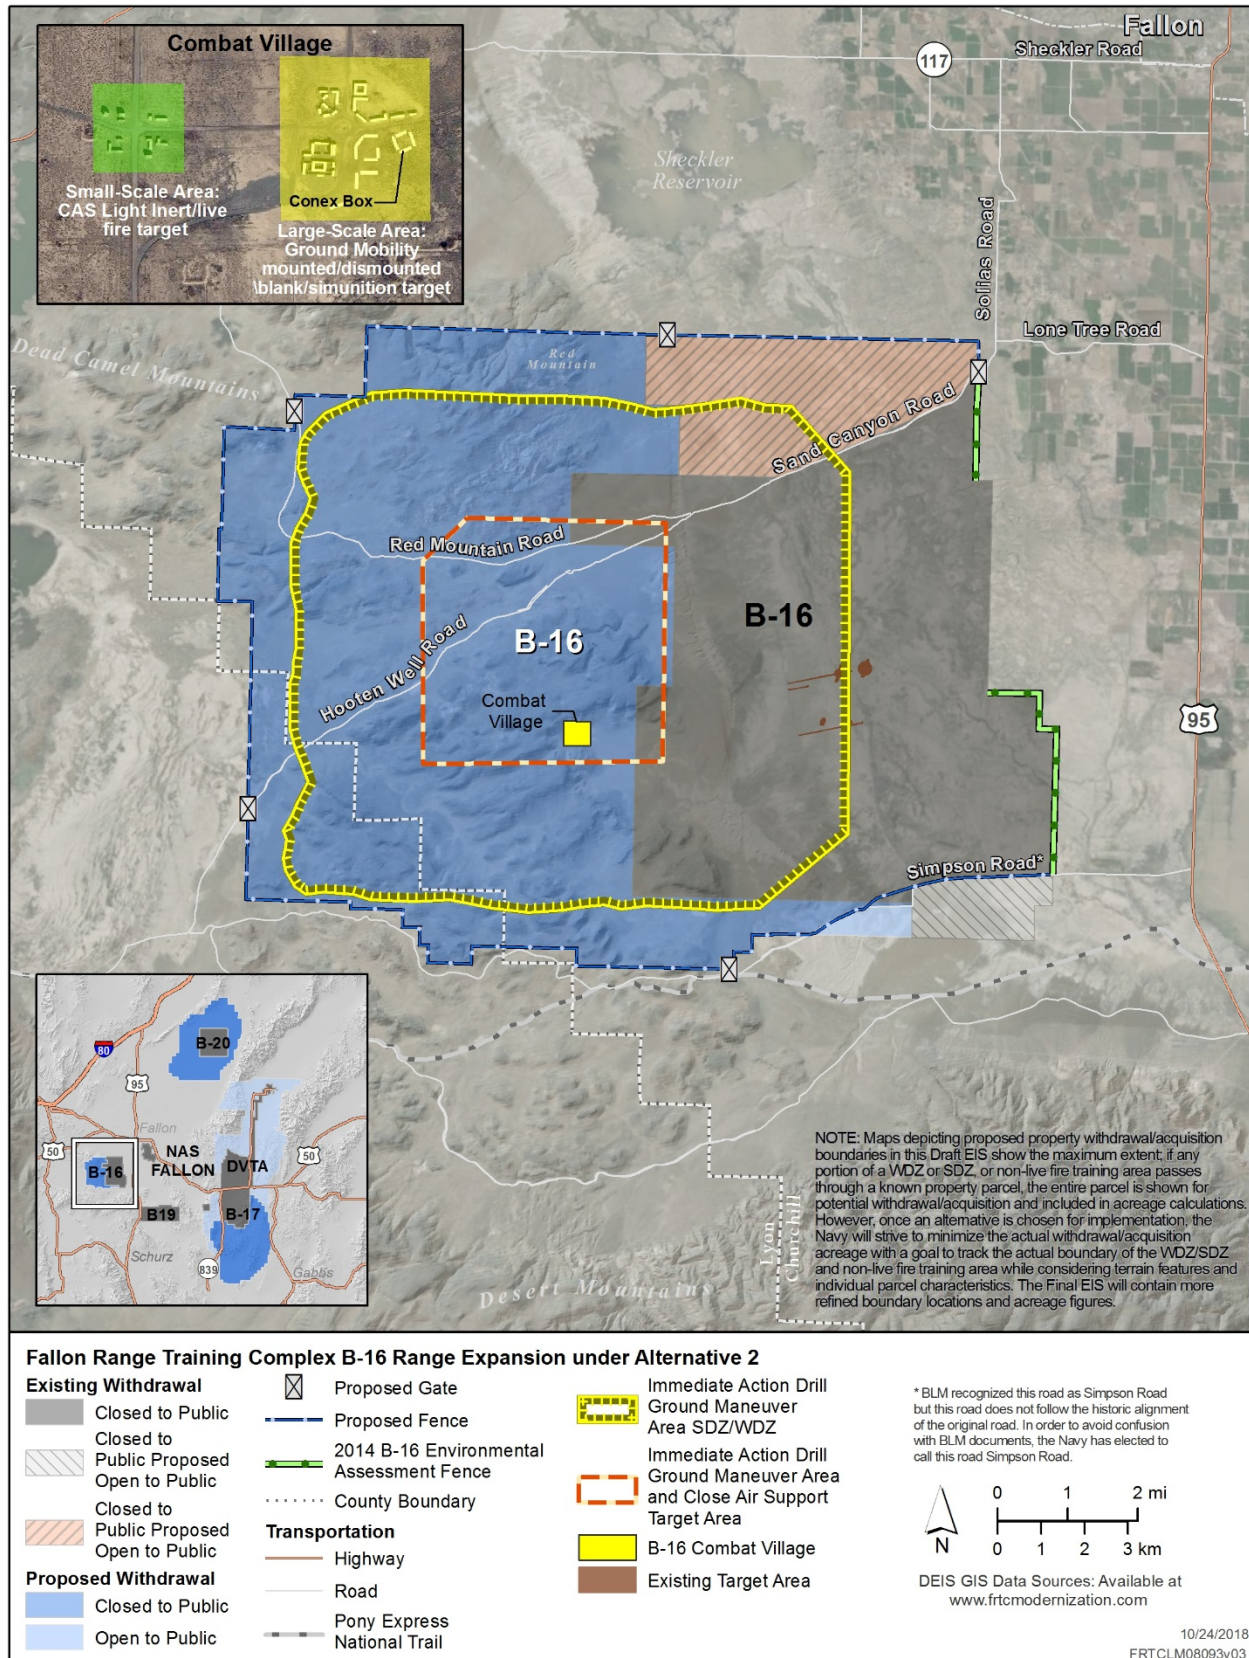 Fallon
Sheckler Road
117
Combat Village
Small-Scale Area:
CAS Light Inert/live
fire target
Conex Box
Large-Scale Area:
Ground Mobility
mounted/dismounted
\blank/simunition target
Sheckler
Reservoir
Solias Road
Lone Tree Road
Dead Camel Mountains
Red
Mountain
Sand Canyon Road
Red Mountain Road
B-16
B-16
Hooten Well Road
Combat
Village
95
Simpson Road*
80
B-20
95
Fallon
50
NAS
FALLON
DVTA
50
B-16
B19
B-17
Schurz
839
Gabbs
Lyon
Churchill
Desert Mountains
NOTE: Maps depicting proposed property withdrawal/acquisition
boundaries in this Draft EIS show the maximum extent; if any
portion of a WDZ or SDZ, or non-live fire training area passes
through a known property parcel, the entire parcel is shown for
potential withdrawal/acquisition and included in acreage calculations.
However, once an alternative is chosen for implementation, the
Navy will strive to minimize the actual withdrawal/acquisition
acreage with a goal to track the actual boundary of the WDZ/SDZ
and non-live fire training area while considering terrain features and
individual parcel characteristics. The Final EIS will contain more
refined boundary locations and acreage figures.
Fallon Range Training Complex B-16 Range Expansion under Alternative 2
Existing Withdrawal
Closed to Public
Closed to
Public Proposed
Open to Public
Closed to
Public Proposed
Open to Public
Proposed Withdrawal
Closed to Public
Open to Public
Proposed Gate
Proposed Fence
2014 B-16 Environmental
Assessment Fence
County Boundary
Transportation
Highway
Road
Pony Express
National Trail
Immediate Action Drill
Ground Maneuver
Area SDZ/WDZ
Immediate Action Drill
Ground Maneuver Area
and Close Air Support
Target Area
B-16 Combat Village
Existing Target Area
* BLM recognized this road as Simpson Road
but this road does not follow the historic alignment
of the original road. In order to avoid confusion
with BLM documents, the Navy has elected to
call this road Simpson Road.
N
0 1 2 mi
0 1 2 3 km
DEIS GIS Data Sources: Available at
www.frtcmodernization.com
10/24/2018
FRTCLM08093v03